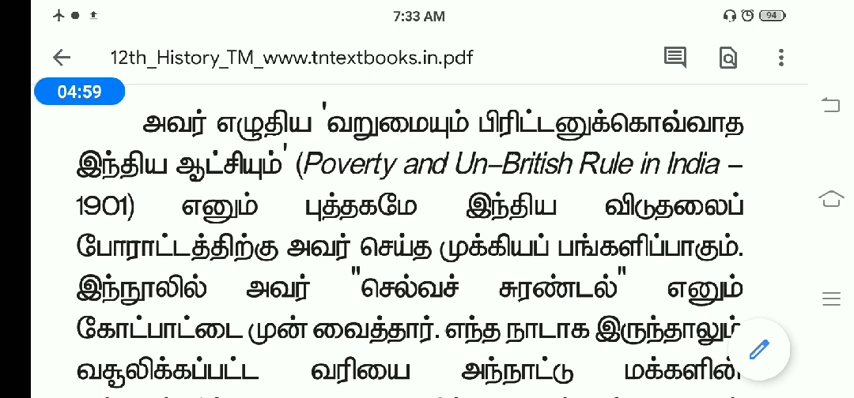 7:33 AM
94
12th_History_TM_www.tntextbooks.in.pdf
04:59
அவர் எழுதிய 'வறுமையும் பிரிட்டனுக்கொவ்வாத
இந்திய ஆட்சியும்' (Poverty and Un–British Rule in India –
1901) எனும் புத்தகமே இந்திய விடுதலைப்
போராட்டத்திற்கு அவர் செய்த முக்கியப் பங்களிப்பாகும்.
இந்நூலில் அவர் "செல்வச் சுரண்டல்" எனும்
கோட்பாட்டை முன் வைத்தார். எந்த நாடாக இருந்தாலும்
வசூலிக்கப்பட்ட வரியை அந்நாட்டு மக்களின்